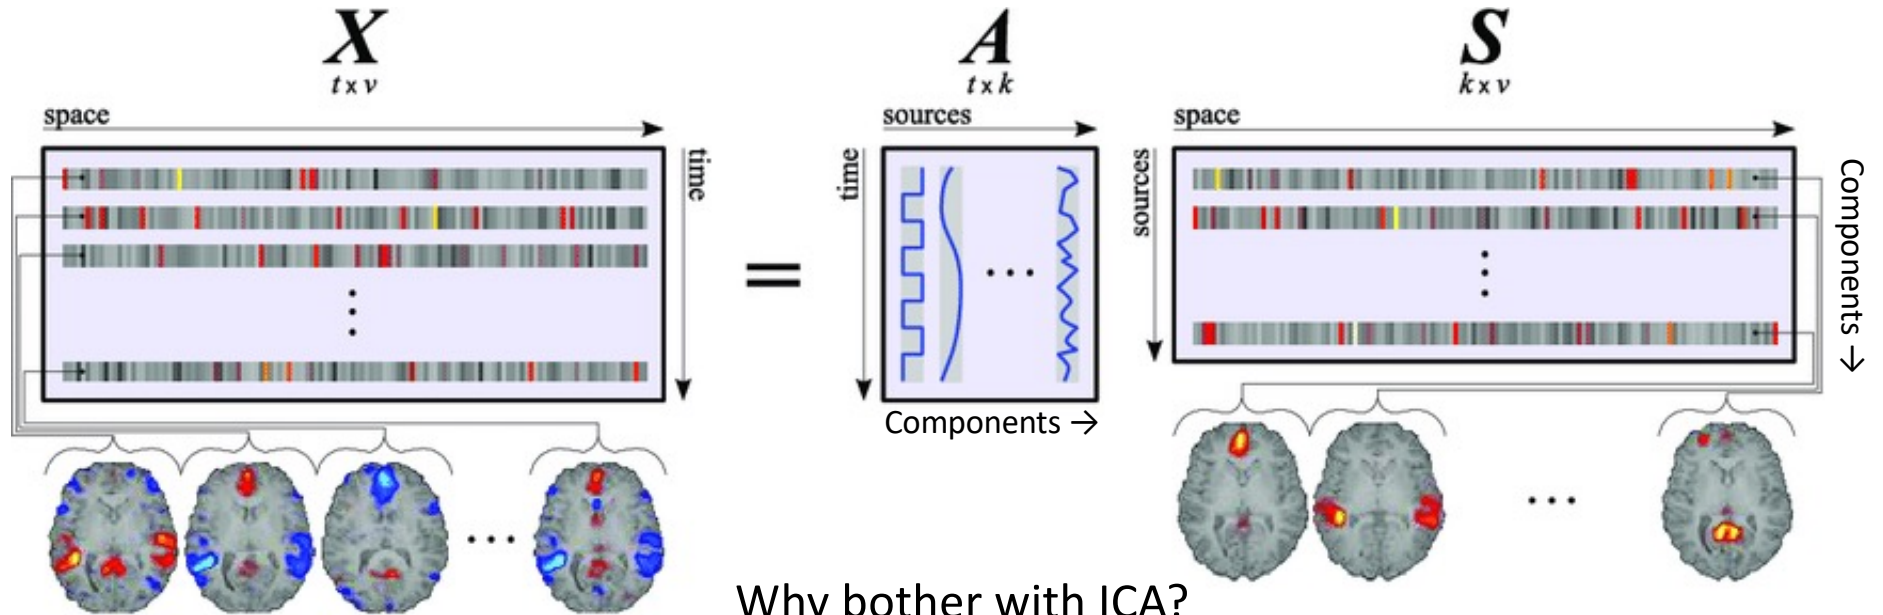 X
t x v
space
time
=
A
t x k
sources
time
Components →
S
k x v
space
sources
Components →
Why bother with ICA?